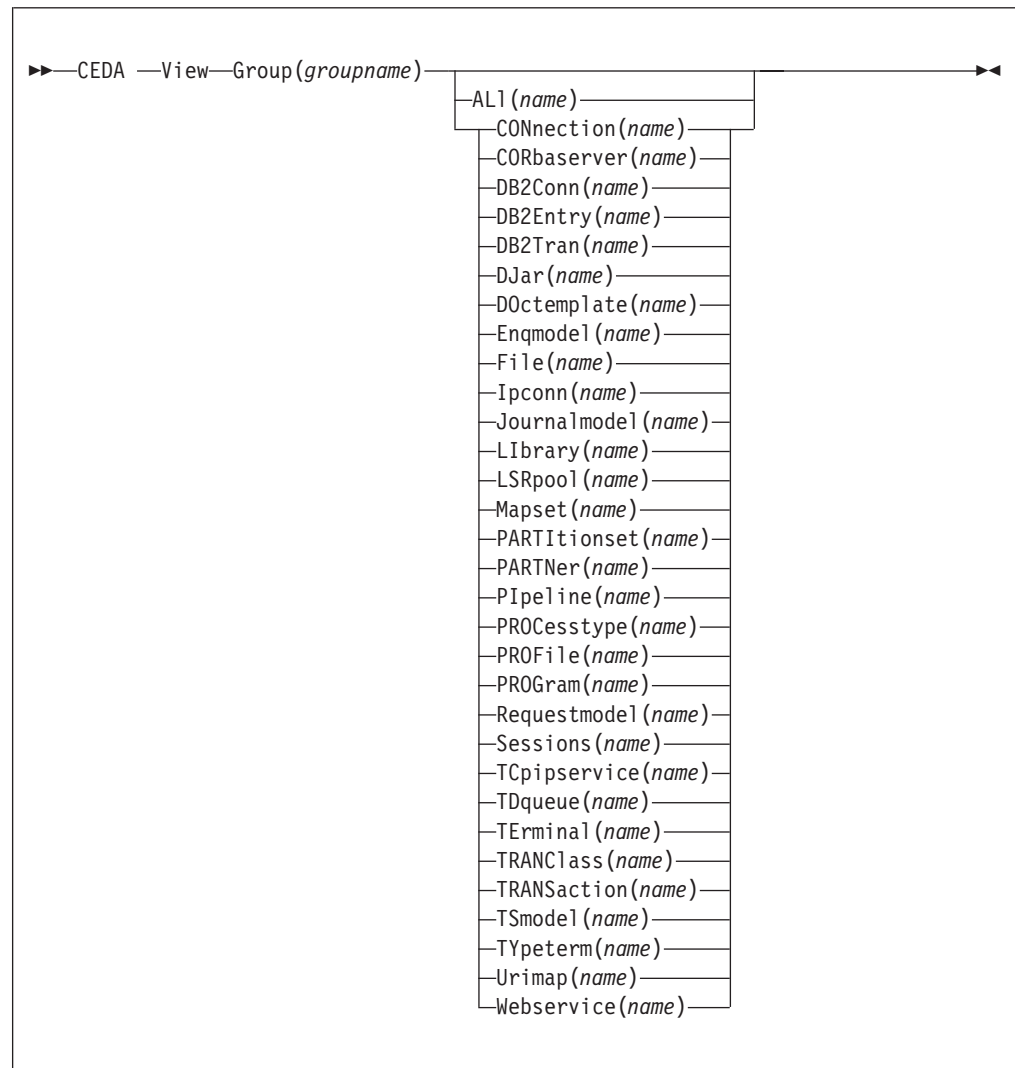 CEDA View Group(groupname)
ALl(name)
CONnection(name)
CORbaserver(name)
DB2Conn(name)
DB2Entry(name)
DB2Tran(name)
DJar(name)
DOctemplate(name)
Enqmodel(name)
File(name)
Ipconn(name)
Journalmodel(name)
LIbrary(name)
LSRpool(name)
Mapset(name)
PARTItionset(name)
PARTNer(name)
PIpeline(name)
PROCesstype(name)
PROFile(name)
PROGram(name)
Requestmodel(name)
Sessions(name)
TCpipservice(name)
TDqueue(name)
TErminal(name)
TRANClass(name)
TRANSaction(name)
TSmodel(name)
TYpeterm(name)
Urimap(name)
Webservice(name)